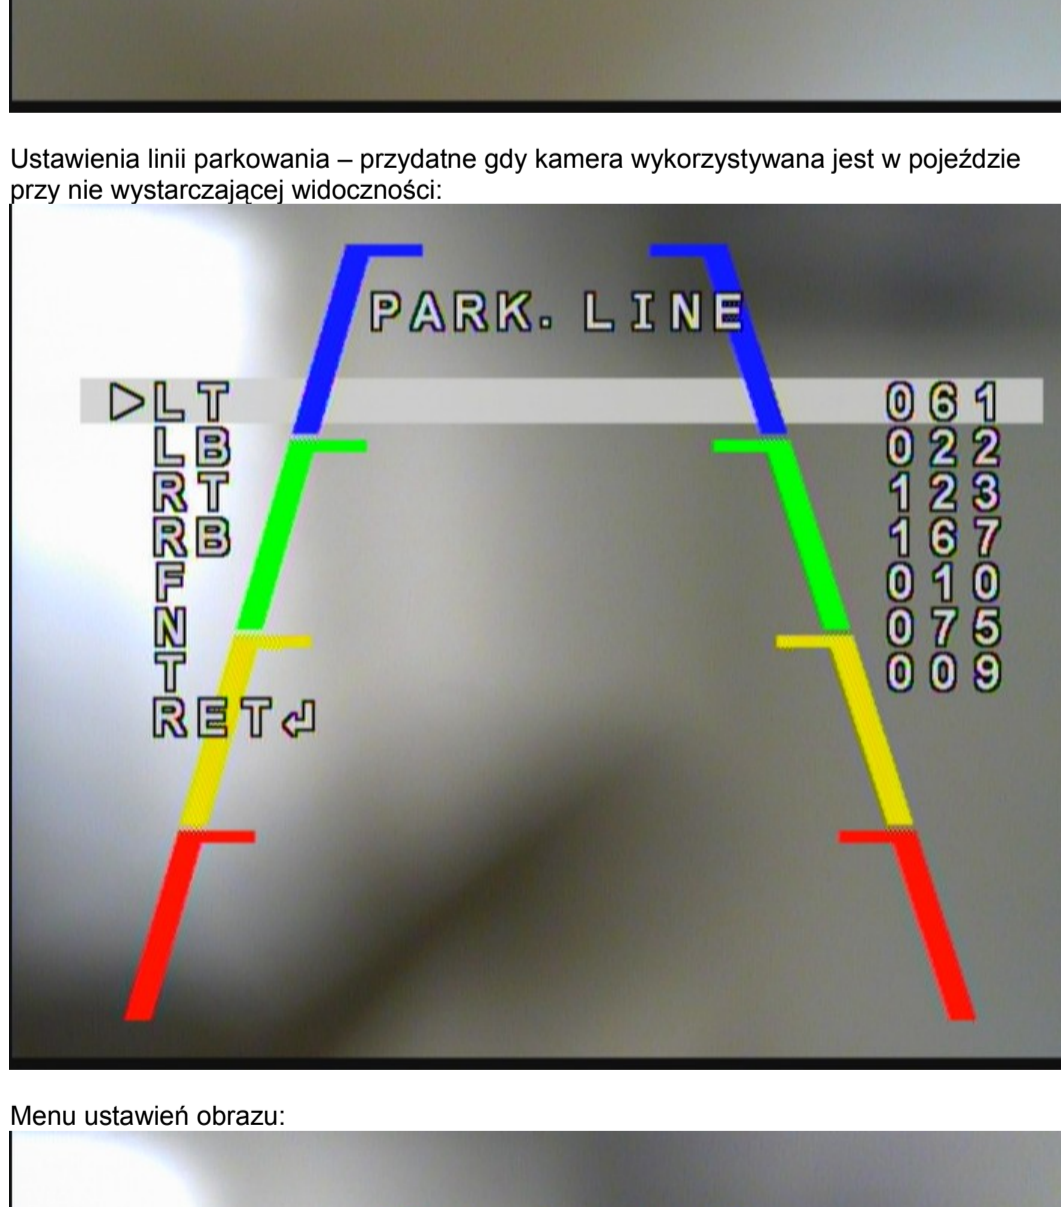 Ustawienia linii parkowania – przydatne gdy kamera wykorzystywana jest w pojeździe
przy nie wystarczającej widoczności:
PARK. LINE
▷LT 061
LB 022
RT 123
RB 167
F 010
N 075
T 009
RET↲
Menu ustawień obrazu: